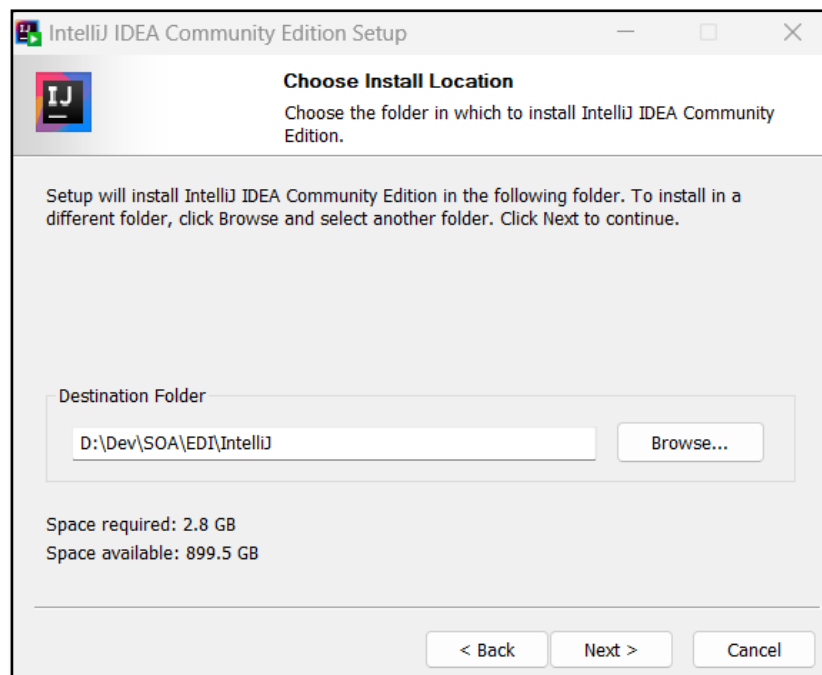 IntelliJ IDEA Community Edition Setup
IJ
Choose Install Location
Choose the folder in which to install IntelliJ IDEA Community
Edition.
Setup will install IntelliJ IDEA Community Edition in the following folder. To install in a
different folder, click Browse and select another folder. Click Next to continue.
Destination Folder
D:\Dev\SOA\EDI\IntelliJ
Browse...
Space required: 2.8 GB
Space available: 899.5 GB
< Back
Next >
Cancel